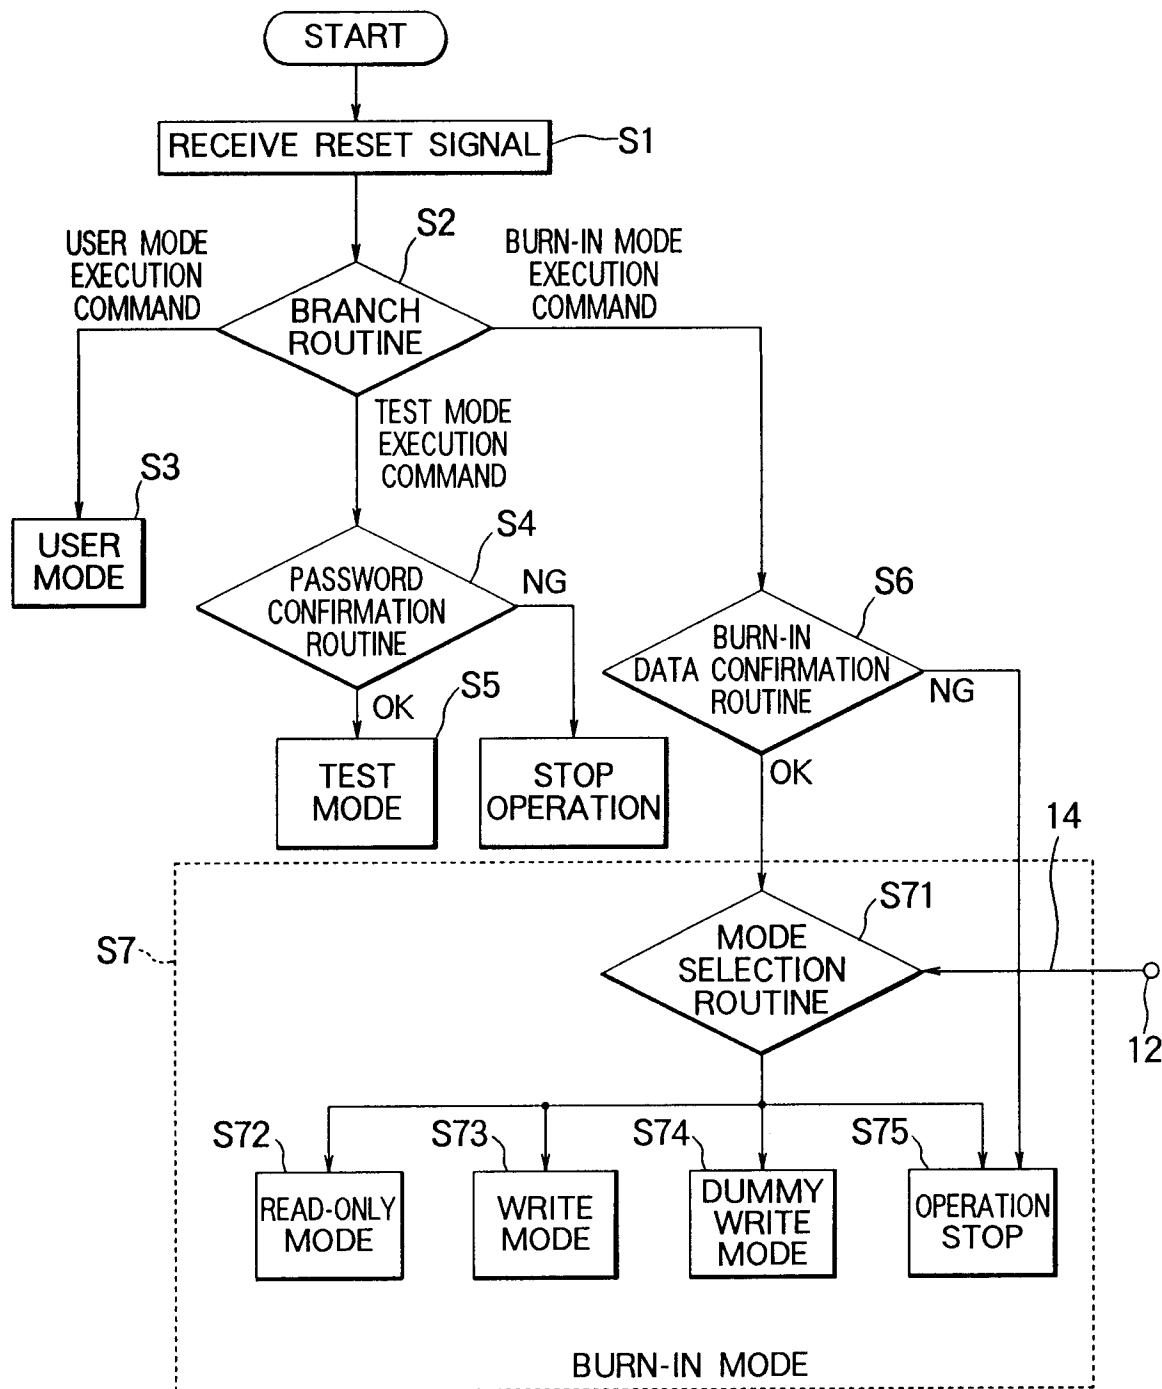 START
RECEIVE RESET SIGNAL
S1
S2
USER MODE
EXECUTION
COMMAND
BURN-IN MODE
EXECUTION
COMMAND
BRANCH
ROUTINE
TEST MODE
EXECUTION
COMMAND
S3
USER
MODE
S4
PASSWORD
CONFIRMATION
ROUTINE
NG
OK
S6
BURN-IN
DATA CONFIRMATION
ROUTINE
NG
OK
S5
TEST
MODE
STOP
OPERATION
14
S71
S7
MODE
SELECTION
ROUTINE
12
S72
S73
S74
S75
READ-ONLY
MODE
WRITE
MODE
DUMMY
WRITE
MODE
OPERATION
STOP
BURN-IN MODE